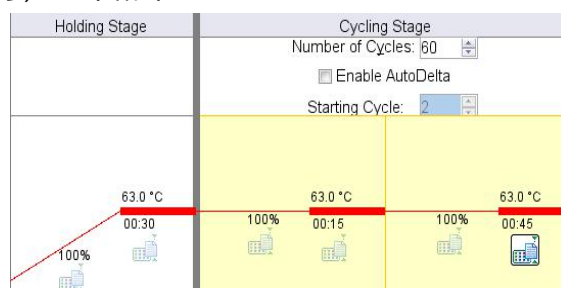 Holding Stage
Cycling Stage
Number of Cycles: 60
Enable AutoDelta
Starting Cycle: 2
63.0 °C
63.0 °C
63.0 °C
100%
00:30
100%
00:15
100%
00:45